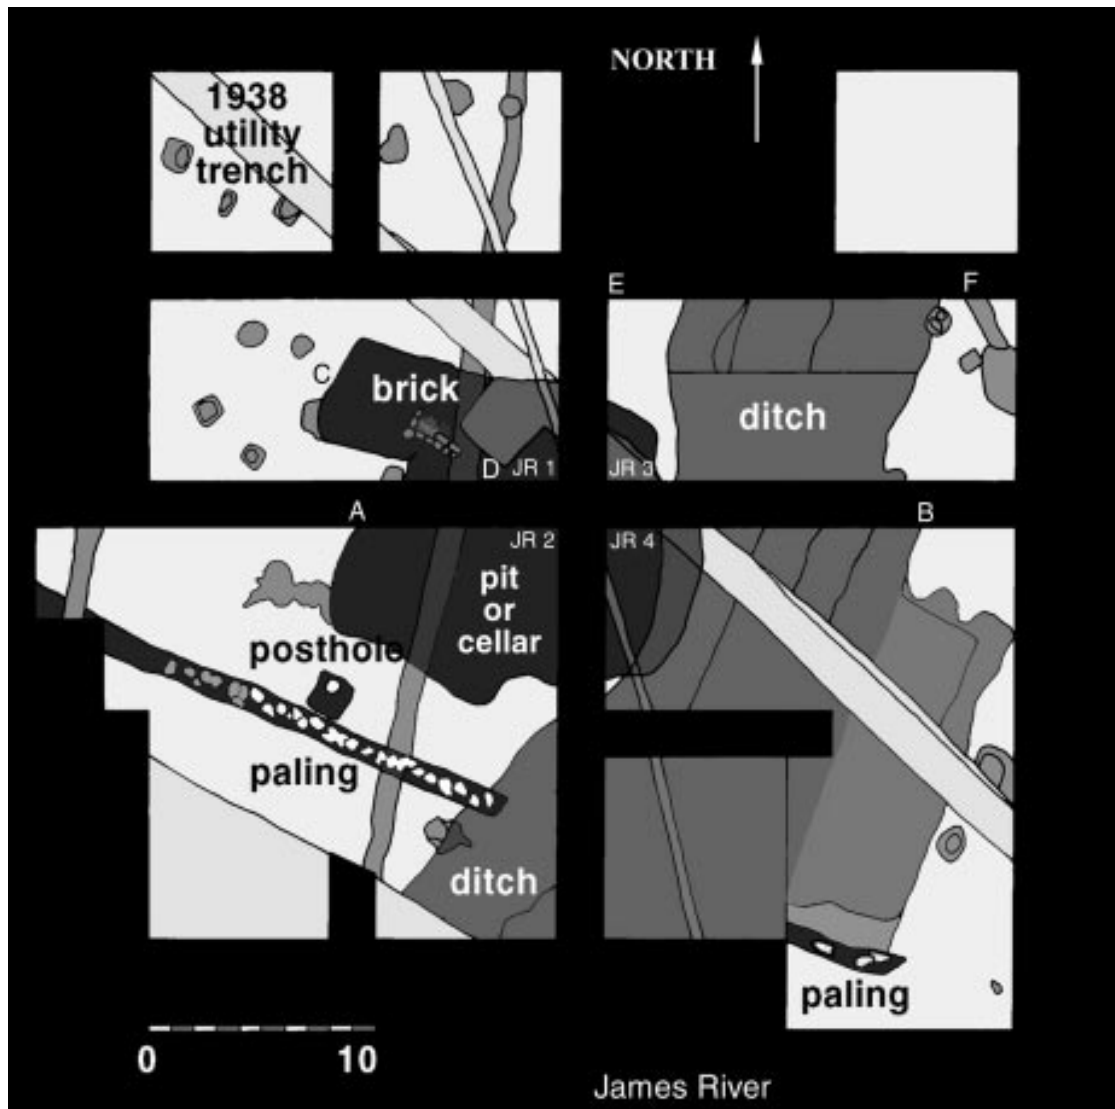 NORTH
1938
utility
trench
E
F
C
brick
ditch
D
JR 1
JR 3
A
B
JR 2
JR 4
pit
or
cellar
posthole
paling
ditch
paling
0
10
James River